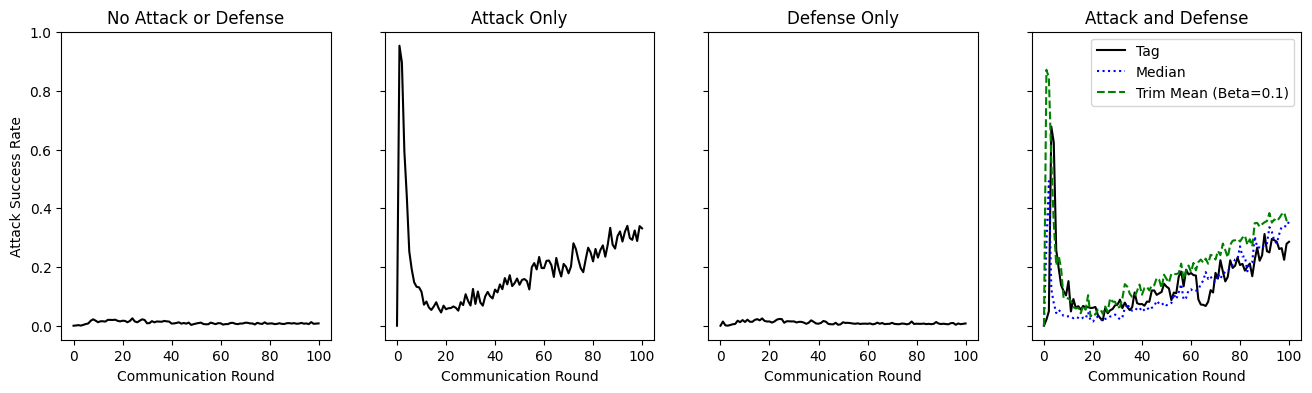 No Attack or Defense
Attack Only
Defense Only
Attack and Defense
Attack Success Rate
1.0
0.8
0.6
0.4
0.2
0.0
Tag
Median
Trim Mean (Beta=0.1)
0 20 40 60 80 100
0 20 40 60 80 100
0 20 40 60 80 100
0 20 40 60 80 100
Communication Round
Communication Round
Communication Round
Communication Round